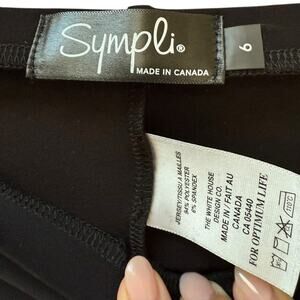 Sympli®
MADE IN CANADA
6
JERSEY/TISSU A MAILLES
94% POLYESTER
6% SPANDEX
THE WHITE HOUSE
DESIGN CO.
MADE IN / FAIT AU
CANADA
CA 05440
FOR OPTIMUM LIFE
110°C